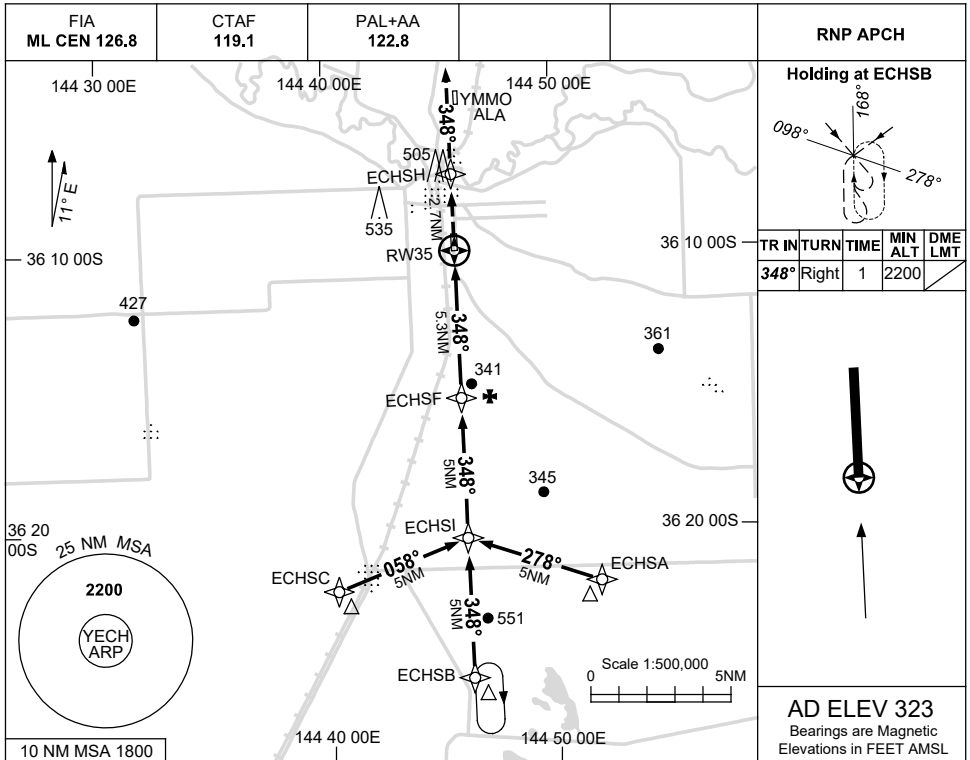 FIA
ML CEN 126.8
CTAF
119.1
PAL+AA
122.8
RNP APCH
144 30 00E
144 40 00E
144 50 00E
YMMO
ALA
348°
505
ECHSH
11° E
535
2.7NM
36 10 00S
RW35
36 10 00S
427
348°
5.3NM
361
341
ECHSF
348°
5NM
345
36 20
00S
ECHSI
36 20 00S
25 NM MSA
2200
YECH
ARP
ECHSC
058°
5NM
278°
5NM
ECHSA
348°
5NM
551
ECHSB
Scale 1:500,000
0
5NM
144 40 00E
144 50 00E
10 NM MSA 1800
Holding at ECHSB
168°
098°
278°
TR IN TURN TIME MIN ALT DME LMT
348° Right 1 2200
AD ELEV 323
Bearings are Magnetic
Elevations in FEET AMSL